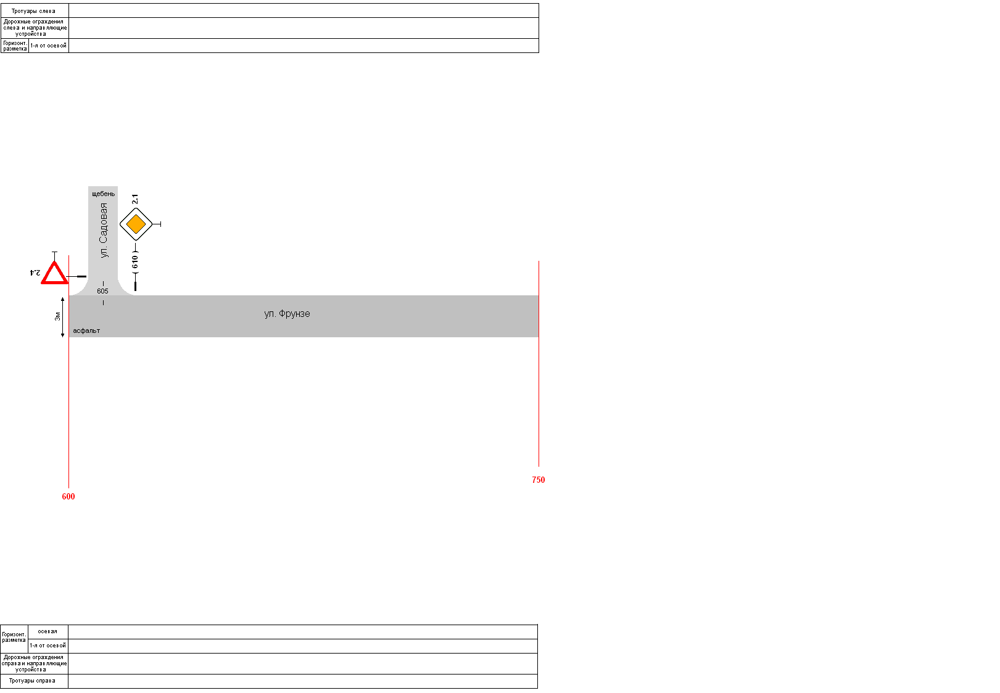 Тротуары слева
Дорожные ограждения
слева и направляющие
устройства
Горизонт.
разметка
1-я от осевой
щебень
ул. Садовая
2.1
( 610 )
2.4
605
3м
ул. Фрунзе
асфальт
600
750
Горизонт.
разметка
осевая
1-я от осевой
Дорожные ограждения
справа и направляющие
устройства
Тротуары справа